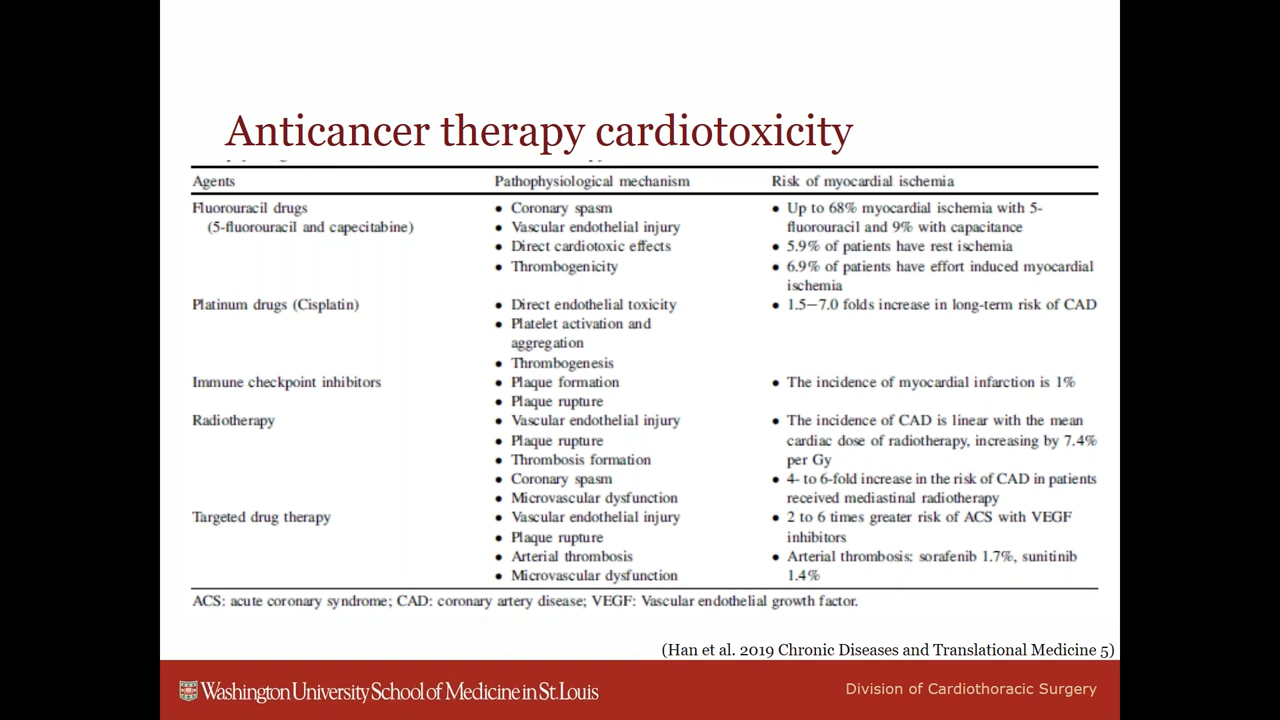 Anticancer therapy cardiotoxicity
Agents Pathophysiological mechanism Risk of myocardial ischemia
Fluorouracil drugs • Coronary spasm • Up to 68% myocardial ischemia with 5-
(5-fluorouracil and capecitabine) • Vascular endothelial injury fluorouracil and 9% with capacitance
• Direct cardiotoxic effects • 5.9% of patients have rest ischemia
• Thrombogenicity • 6.9% of patients have effort induced myocardial
ischemia
Platinum drugs (Cisplatin) • Direct endothelial toxicity • 1.5–7.0 folds increase in long-term risk of CAD
• Platelet activation and
aggregation
• Thrombogenesis
Immune checkpoint inhibitors • Plaque formation • The incidence of myocardial infarction is 1%
• Plaque rupture
Radiotherapy • Vascular endothelial injury • The incidence of CAD is linear with the mean
• Plaque rupture cardiac dose of radiotherapy, increasing by 7.4%
• Thrombosis formation per Gy
• Coronary spasm • 4- to 6-fold increase in the risk of CAD in patients
• Microvascular dysfunction received mediastinal radiotherapy
Targeted drug therapy • Vascular endothelial injury • 2 to 6 times greater risk of ACS with VEGF
• Plaque rupture inhibitors
• Arterial thrombosis • Arterial thrombosis: sorafenib 1.7%, sunitinib
• Microvascular dysfunction 1.4%
ACS: acute coronary syndrome; CAD: coronary artery disease; VEGF: Vascular endothelial growth factor.
(Han et al. 2019 Chronic Diseases and Translational Medicine 5)
Washington University School of Medicine in St. Louis Division of Cardiothoracic Surgery